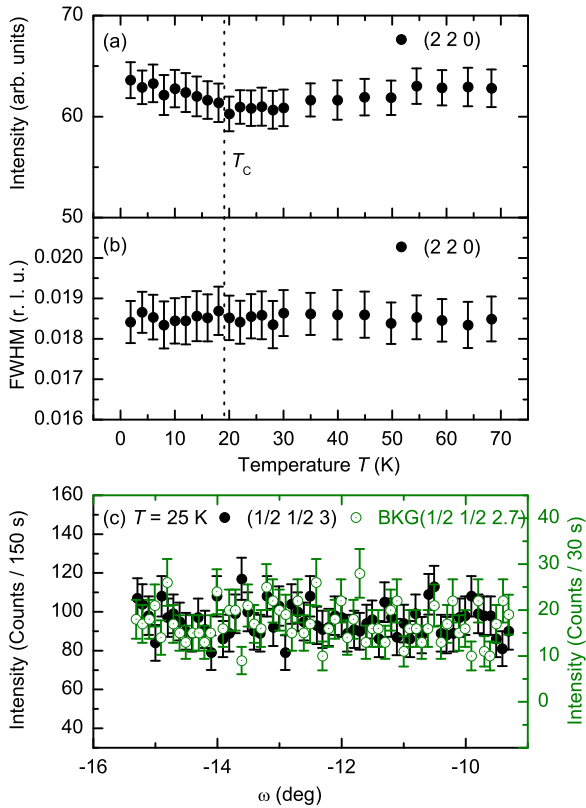 70
(a)
(2 2 0)
Intensity (arb. units)
60
T_C
50
(b)
(2 2 0)
0.020
FWHM (r. l. u.)
0.019
0.018
0.017
0.016
0 10 20 30 40 50 60 70
Temperature T (K)
160
(c) T = 25 K (1/2 1/2 3) BKG(1/2 1/2 2.7)
140
120
100
80
60
40
Intensity (Counts / 150 s)
40
30
20
10
0
Intensity (Counts / 30 s)
-16 -14 -12 -10
ω (deg)